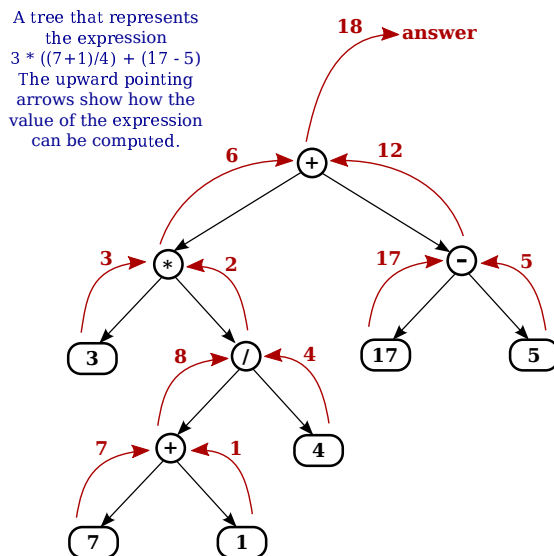 A tree that represents
the expression
3 * ((7+1)/4) + (17 - 5)
The upward pointing
arrows show how the
value of the expression
can be computed.
18 answer
6 + 12
3 * 2 17 - 5
3 8 / 4 17 5
7 + 1 4
7 1